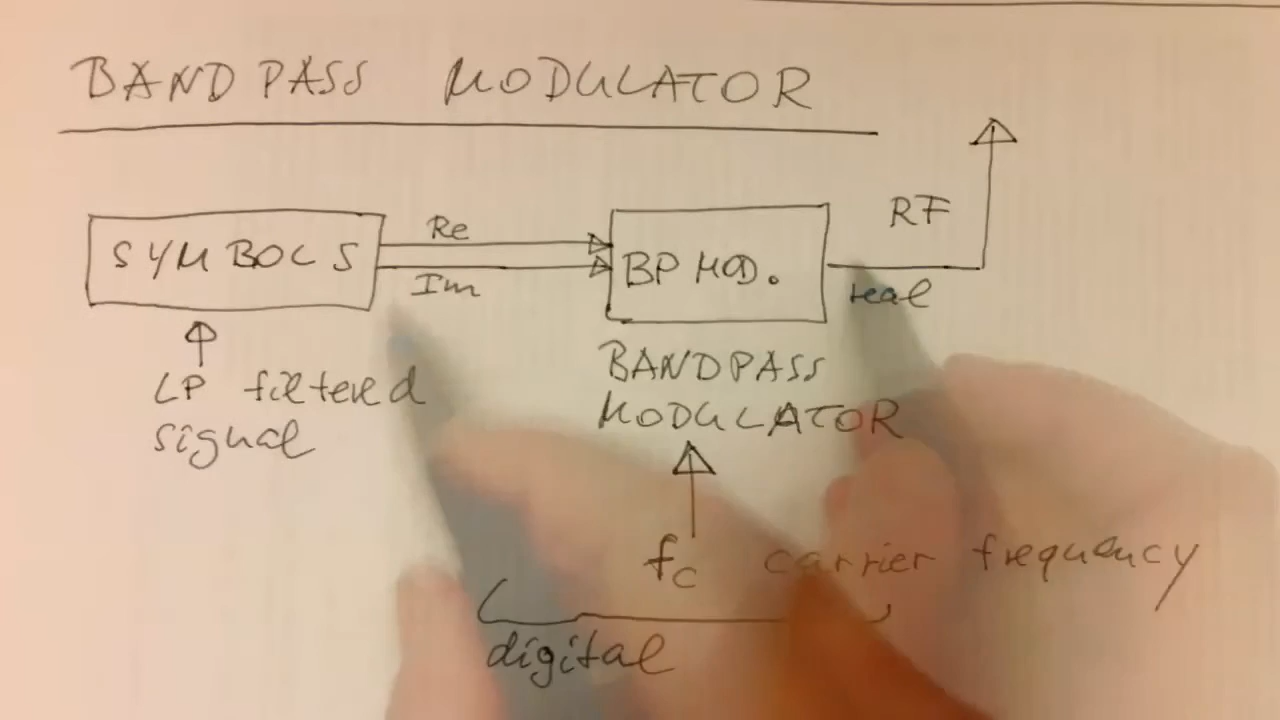 BANDPASS MODULATOR
RF
Re
SYMBOLS
BP MOD.
Im
real
LP filtered
signal
BANDPASS
MODULATOR
fc carrier frequency
digital